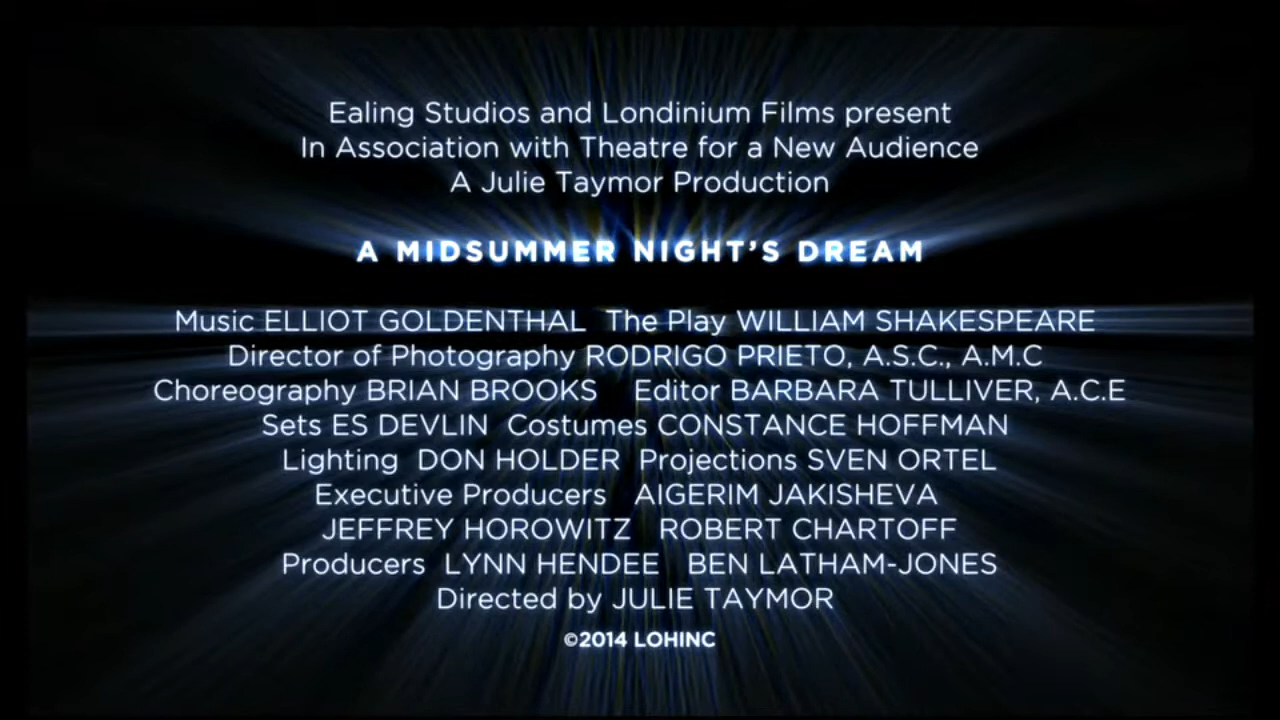 Ealing Studios and Londinium Films present
In Association with Theatre for a New Audience
A Julie Taymor Production
A MIDSUMMER NIGHT'S DREAM
Music ELLIOT GOLDENTHAL The Play WILLIAM SHAKESPEARE
Director of Photography RODRIGO PRIETO, A.S.C., A.M.C
Choreography BRIAN BROOKS Editor BARBARA TULLIVER, A.C.E
Sets ES DEVLIN Costumes CONSTANCE HOFFMAN
Lighting DON HOLDER Projections SVEN ORTEL
Executive Producers AIGERIM JAKISHEVA
JEFFREY HOROWITZ ROBERT CHARTOFF
Producers LYNN HENDEE BEN LATHAM-JONES
Directed by JULIE TAYMOR
©2014 LOHINC